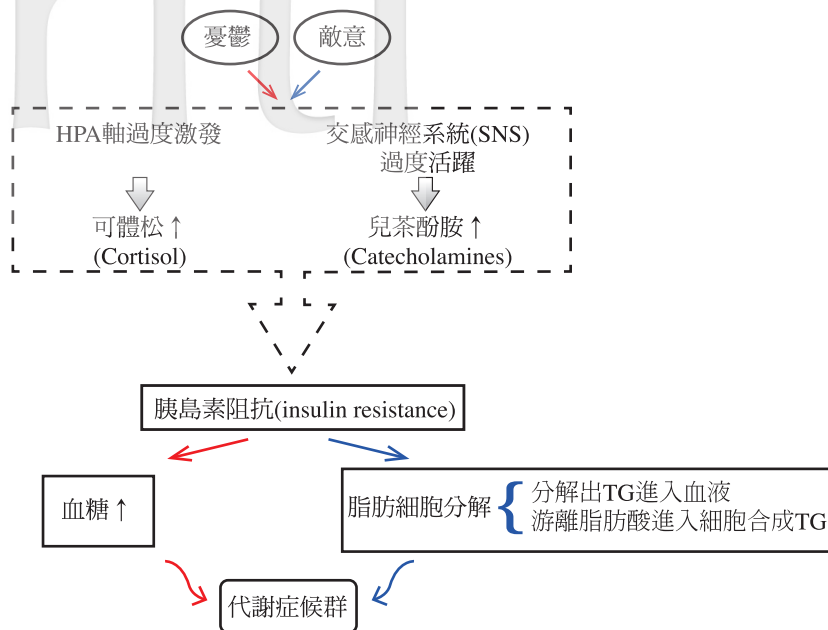 憂鬱
敵意
HPA軸過度激發
交感神經系統(SNS)
過度活躍
可體松↑
(Cortisol)
兒茶酚胺↑
(Catecholamines)
胰島素阻抗(insulin resistance)
血糖↑
脂肪細胞分解
分解出TG進入血液
游離脂肪酸進入細胞合成TG
代謝症候群